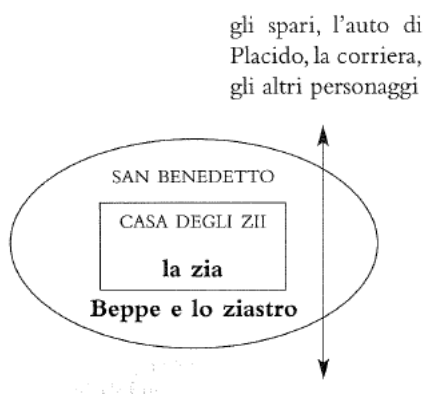 gli spari, l'auto di
Placido, la corriera,
gli altri personaggi
SAN BENEDETTO
CASA DEGLI ZII
la zia
Beppe e lo ziastro